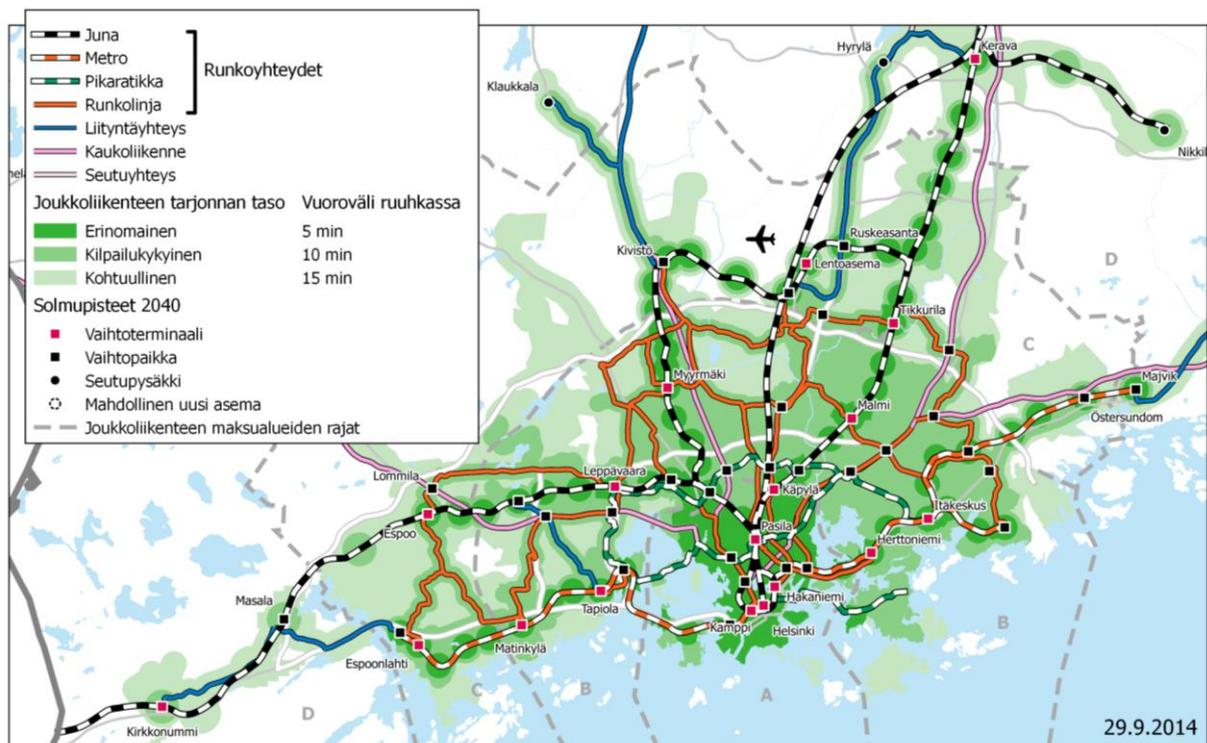 Juna
Metro
Pikaratikka
Runkolinja
Runkoyhteydet
Liityntäyhteys
Kaukoliikenne
Seutuyhteys
Joukkoliikenteen tarjonnan taso Vuoroväli ruuhkassa
Erinomainen 5 min
Kilpailukykyinen 10 min
Kohtuullinen 15 min
Solmupisteet 2040
Vaihtoterminaali
Vaihtopaikka
Seutupysäkki
Mahdollinen uusi asema
Joukkoliikenteen maksualueiden rajat
Hyrylä
Kerava
Klaukkala
Nikkil
Ruskeasanta
Kivistö
Lentoasema
D
Tikkurila
C
Myyrmäki
Majvik
Malmi
Östersundom
Lommila
Leppävaara
Käpylä
Itäkeskus
Espoo
Pasila
Herttoniemi
Masala
Tapiola
Hakaniemi
Kamppi
Helsinki
B
Espoonlahti
Matinkylä
C
B
A
D
Kirkkonummi
29.9.2014